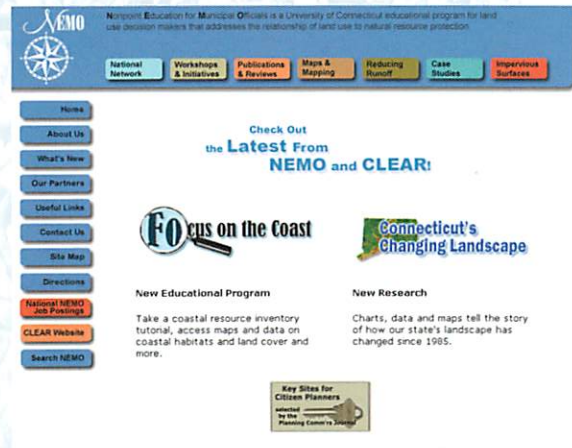 NEMO
Nonpoint Education for Municipal Officials is a University of Connecticut educational program for land
use decision makers that addresses the relationship of land use to natural resource protection
National
Network
Workshops
& Initiatives
Publications
& Reviews
Maps &
Mapping
Reducing
Runoff
Case
Studies
Impervious
Surfaces
Home
About Us
What's New
Our Partners
Useful Links
Contact Us
Site Map
Directions
National NEMO
Job Postings
CLEAR Website
Search NEMO
Check Out
the Latest From
NEMO and CLEAR!
Focus on the Coast
New Educational Program
Take a coastal resource inventory
tutorial, access maps and data on
coastal habitats and land cover and
more.
Connecticut's
Changing Landscape
New Research
Charts, data and maps tell the story
of how our state's landscape has
changed since 1985.
Key Sites for
Citizen Planners
selected
by the
Planning Comm'rs Journal